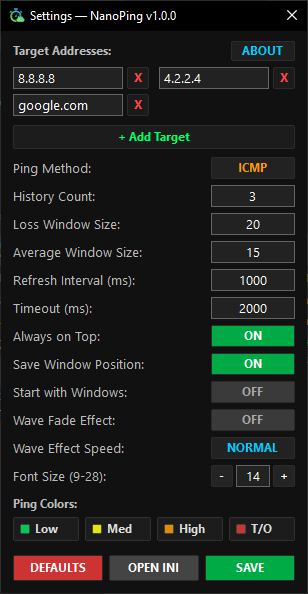 Settings — NanoPing v1.0.0
Target Addresses: ABOUT
8.8.8.8 X 4.2.2.4 X
google.com X
+ Add Target
Ping Method: ICMP
History Count: 3
Loss Window Size: 20
Average Window Size: 15
Refresh Interval (ms): 1000
Timeout (ms): 2000
Always on Top: ON
Save Window Position: ON
Start with Windows: OFF
Wave Fade Effect: OFF
Wave Effect Speed: NORMAL
Font Size (9-28): - 14 +
Ping Colors:
Low Med High T/O
DEFAULTS OPEN INI SAVE